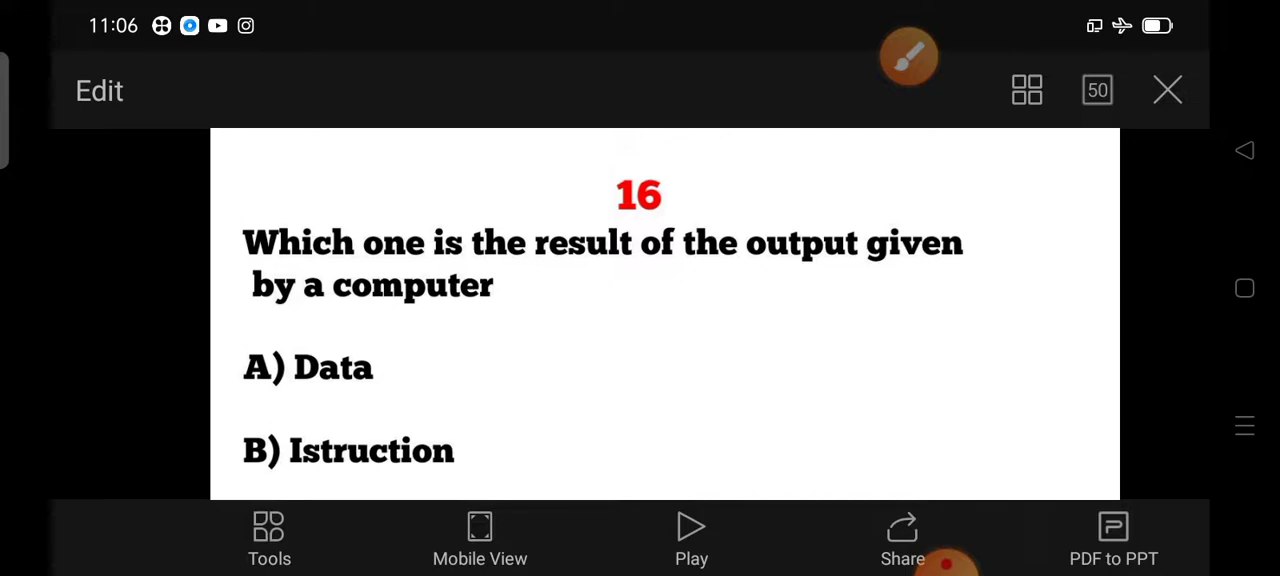 11:06
Edit
50
16
Which one is the result of the output given
by a computer
A) Data
B) Istruction
Tools
Mobile View
Play
Share
PDF to PPT